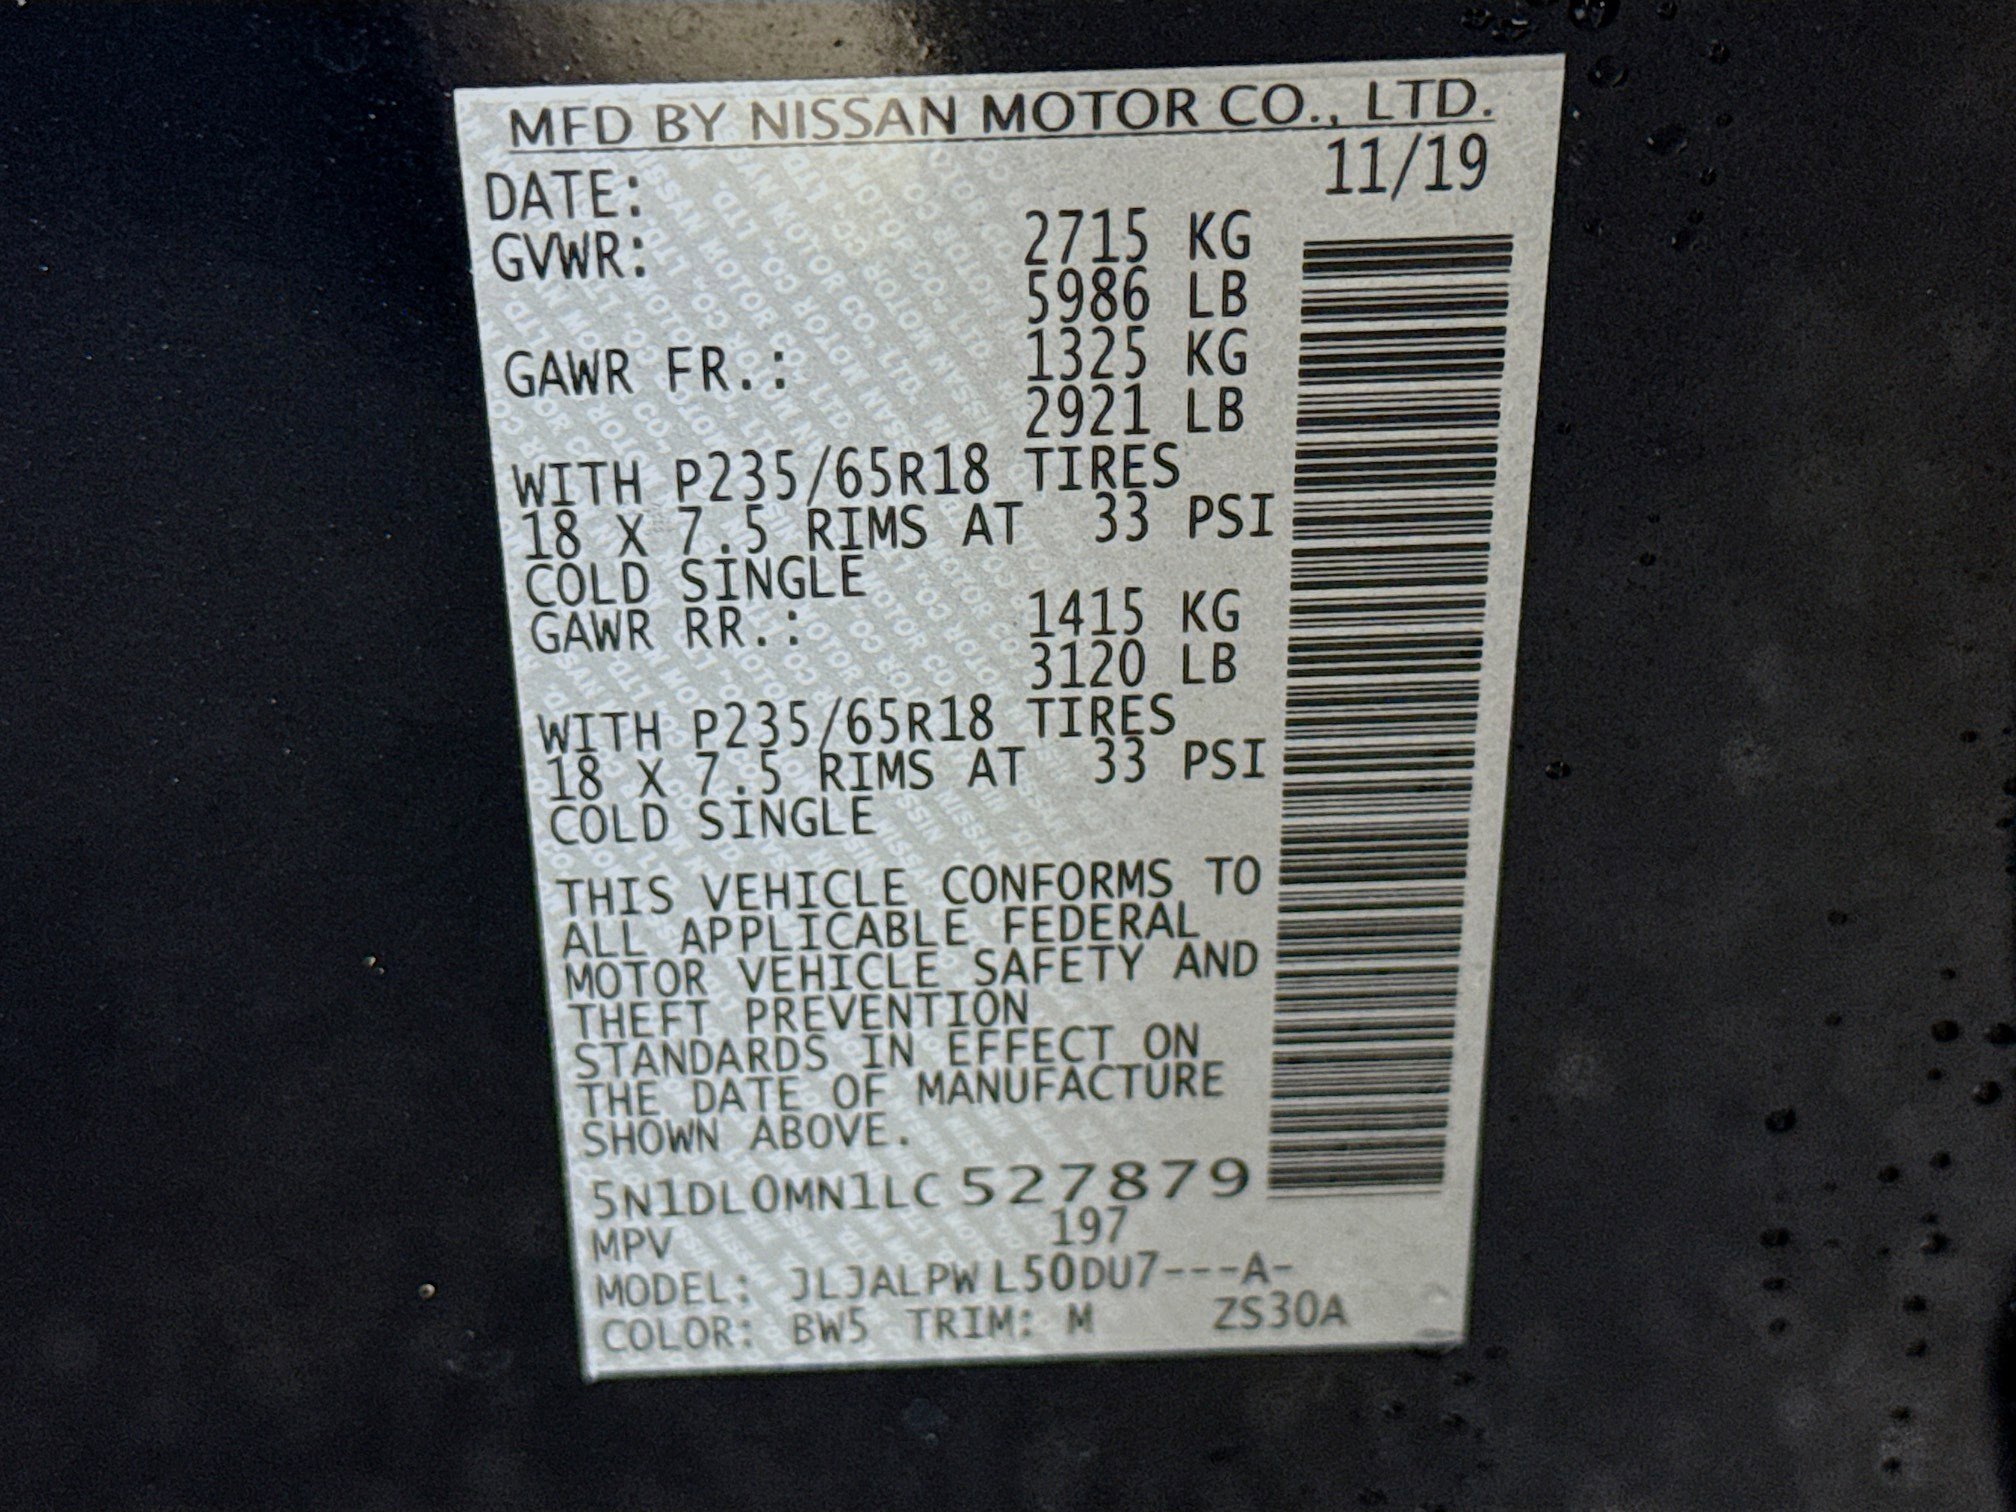 MFD BY NISSAN MOTOR CO., LTD.
DATE: 11/19
GVWR: 2715 KG
5986 LB
GAWR FR.: 1325 KG
2921 LB
WITH P235/65R18 TIRES
18 X 7.5 RIMS AT 33 PSI
COLD SINGLE
GAWR RR.: 1415 KG
3120 LB
WITH P235/65R18 TIRES
18 X 7.5 RIMS AT 33 PSI
COLD SINGLE
THIS VEHICLE CONFORMS TO
ALL APPLICABLE FEDERAL
MOTOR VEHICLE SAFETY AND
THEFT PREVENTION
STANDARDS IN EFFECT ON
THE DATE OF MANUFACTURE
SHOWN ABOVE.
5N1DL0MN1LC527879
MPV 197
MODEL: JLJALPWL50DU7---A-
COLOR: BW5 TRIM: M ZS30A